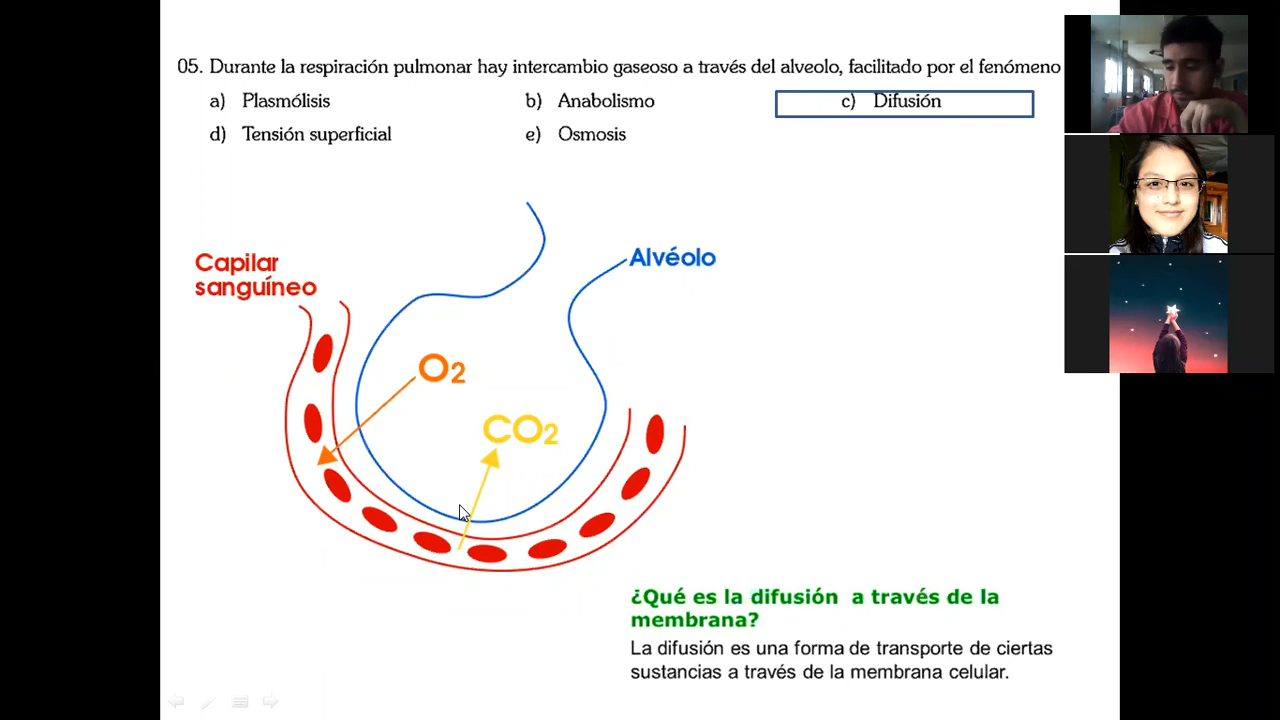 05. Durante la respiración pulmonar hay intercambio gaseoso a través del alveolo, facilitado por el fenómeno
a) Plasmólisis b) Anabolismo c) Difusión
d) Tensión superficial e) Osmosis
Alvéolo
Capilar
sanguíneo
O2
CO2
¿Qué es la difusión a través de la
membrana?
La difusión es una forma de transporte de ciertas
sustancias a través de la membrana celular.